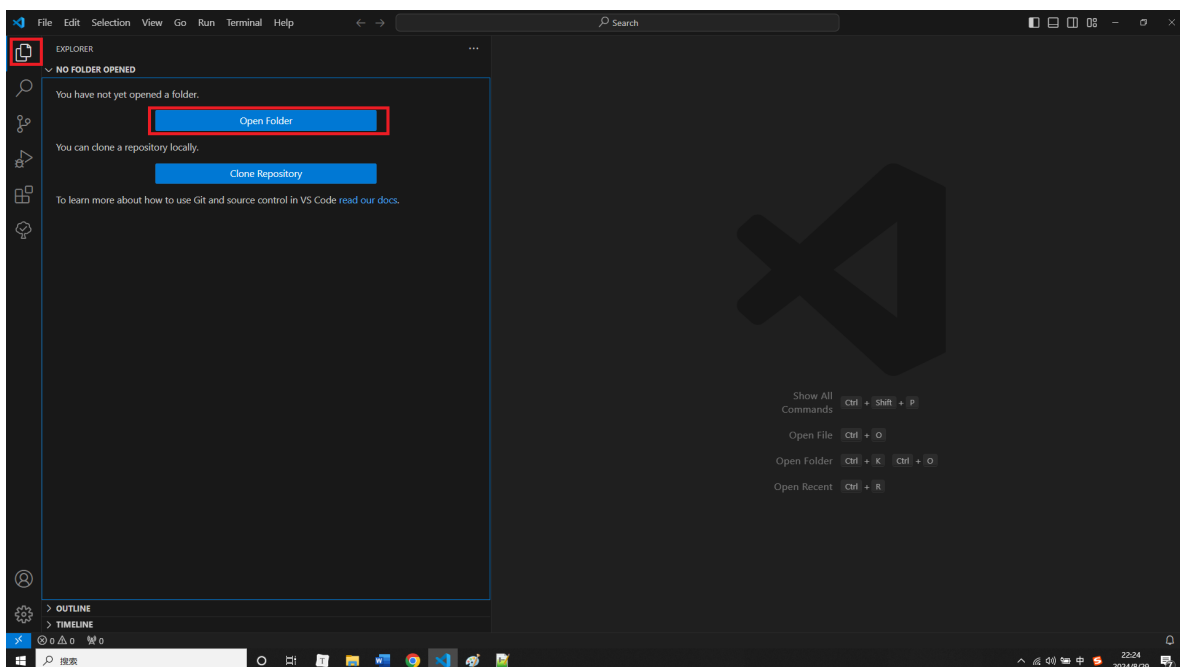 File Edit Selection View Go Run Terminal Help
Search
EXPLORER
NO FOLDER OPENED
You have not yet opened a folder.
Open Folder
You can clone a repository locally.
Clone Repository
To learn more about how to use Git and source control in VS Code read our docs.
Show All Commands Ctrl + Shift + P
Open File Ctrl + O
Open Folder Ctrl + K Ctrl + O
Open Recent Ctrl + R
OUTLINE
TIMELINE
0 0 0
搜索
中
22:24
2024/8/29